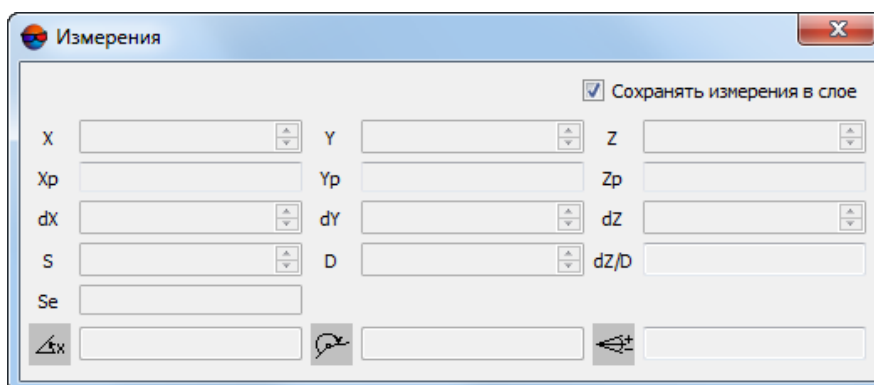 Измерения
Сохранять измерения в слое
X Y Z
Xp Yp Zp
dX dY dZ
S D dZ/D
Se
x